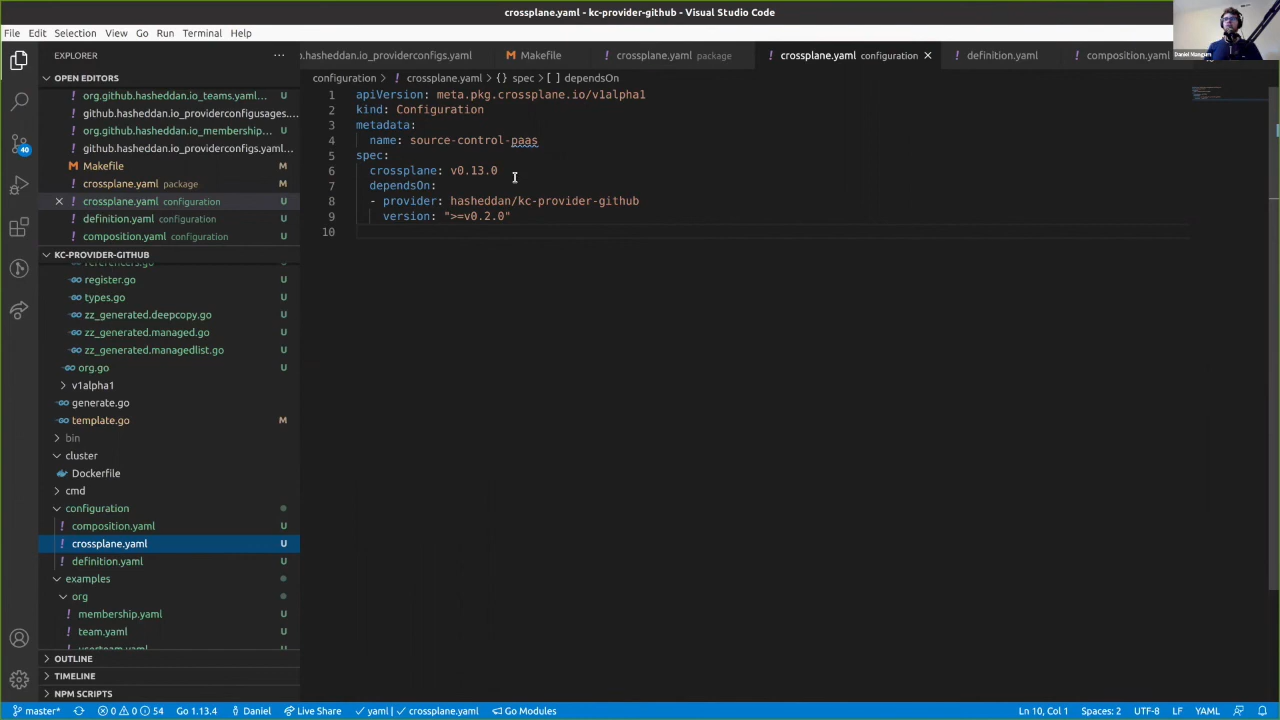 crossplane.yaml - kc-provider-github - Visual Studio Code
File Edit Selection View Go Run Terminal Help
Daniel Mangum
EXPLORER ...
.hasheddan.io_providerconfigs.yaml
Makefile
crossplane.yaml package
crossplane.yaml configuration
definition.yaml
composition.yaml
OPEN EDITORS
org.github.hasheddan.io_teams.yaml... U
github.hasheddan.io_providerconfigusages....
org.github.hasheddan.io_membership... U
github.hasheddan.io_providerconfigs.yaml... U
Makefile M
crossplane.yaml package M
crossplane.yaml configuration U
definition.yaml configuration U
composition.yaml configuration U
KC-PROVIDER-GITHUB
register.go U
types.go U
zz_generated.deepcopy.go U
zz_generated.managed.go U
zz_generated.managedlist.go U
org.go U
v1alpha1
generate.go
template.go M
bin
cluster
Dockerfile
cmd
configuration
composition.yaml U
crossplane.yaml U
definition.yaml U
examples
org
membership.yaml U
team.yaml U
OUTLINE
TIMELINE
NPM SCRIPTS
40
configuration > crossplane.yaml > {} spec > [ ] dependsOn
1 apiVersion: meta.pkg.crossplane.io/v1alpha1
2 kind: Configuration
3 metadata:
4 name: source-control-paas
5 spec:
6 crossplane: v0.13.0
7 dependsOn:
8 - provider: hasheddan/kc-provider-github
9 version: ">=v0.2.0"
10
master* 0 0 54 Go 1.13.4 Daniel Live Share yaml | crossplane.yaml Go Modules Ln 10, Col 1 Spaces: 2 UTF-8 LF YAML